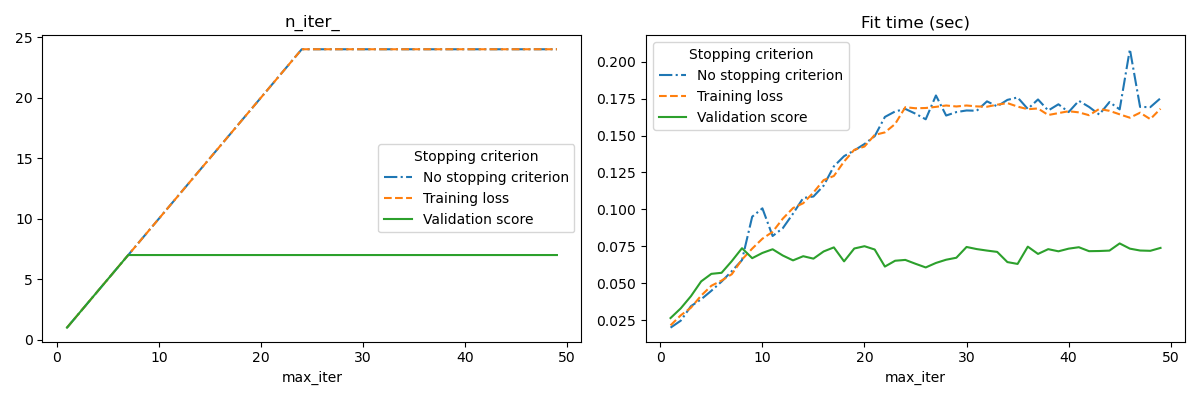 n_iter_
25
20
15
10
5
0
Stopping criterion
No stopping criterion
Training loss
Validation score
0 10 20 30 40 50
max_iter
Fit time (sec)
Stopping criterion
No stopping criterion
Training loss
Validation score
0.200
0.175
0.150
0.125
0.100
0.075
0.050
0.025
0 10 20 30 40 50
max_iter